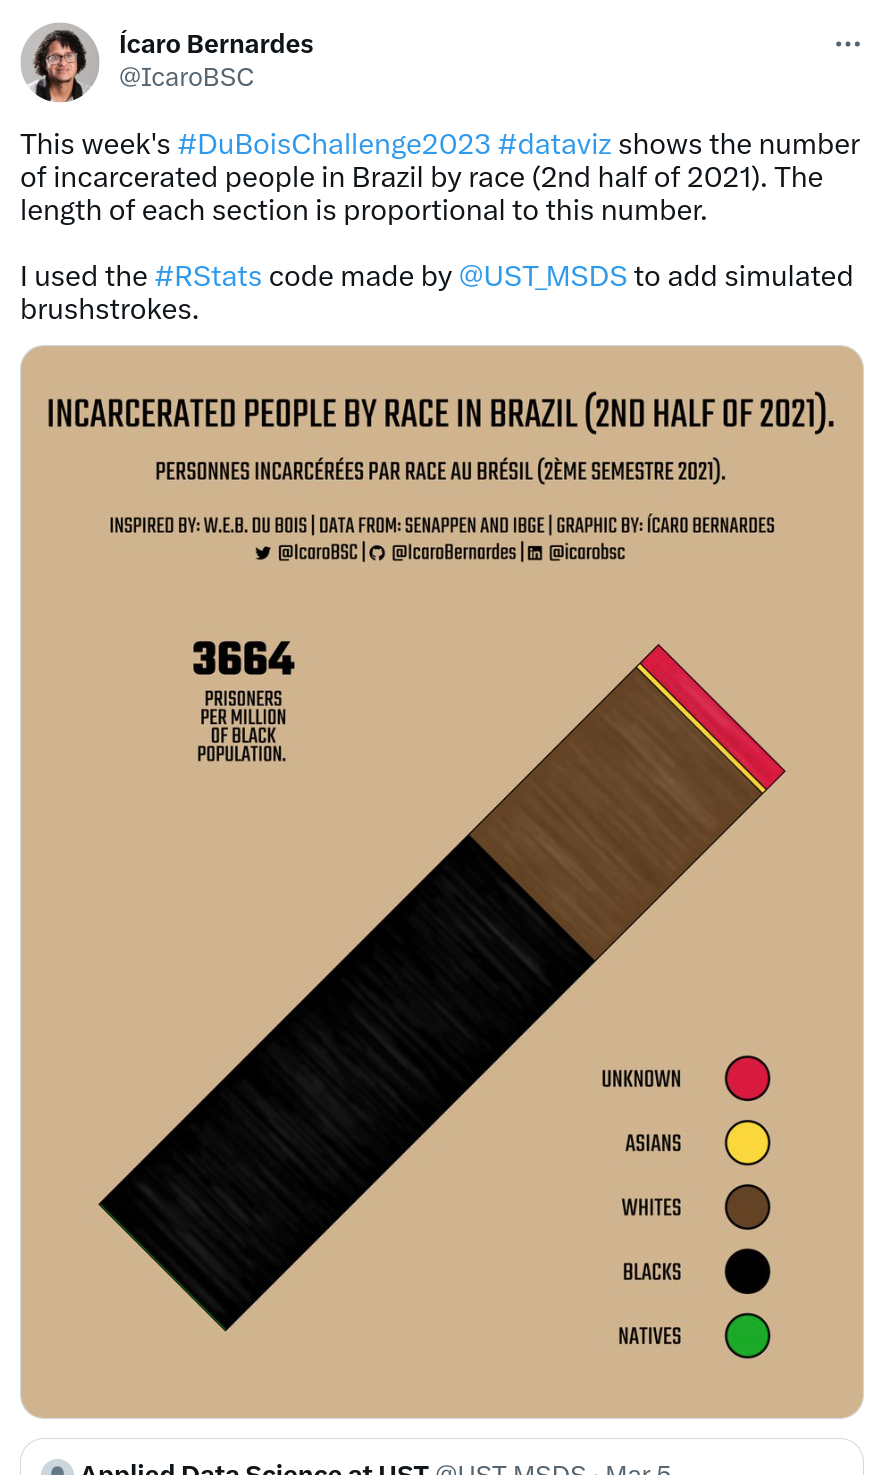 Ícaro Bernardes
@IcaroBSC
This week's #DuBoisChallenge2023 #dataviz shows the number
of incarcerated people in Brazil by race (2nd half of 2021). The
length of each section is proportional to this number.
I used the #RStats code made by @UST_MSDS to add simulated
brushstrokes.
INCARCERATED PEOPLE BY RACE IN BRAZIL (2ND HALF OF 2021).
PERSONNES INCARCÉRÉES PAR RACE AU BRÉSIL (2ÈME SEMESTRE 2021).
INSPIRED BY: W.E.B. DU BOIS | DATA FROM: SENAPPEN AND IBGE | GRAPHIC BY: ÍCARO BERNARDES
@IcaroBSC | @IcaroBernardes | @icarobsc
3664
PRISONERS
PER MILLION
OF BLACK
POPULATION.
UNKNOWN
ASIANS
WHITES
BLACKS
NATIVES
Applied Data Science at UST @UST_MSDS · Mar 5